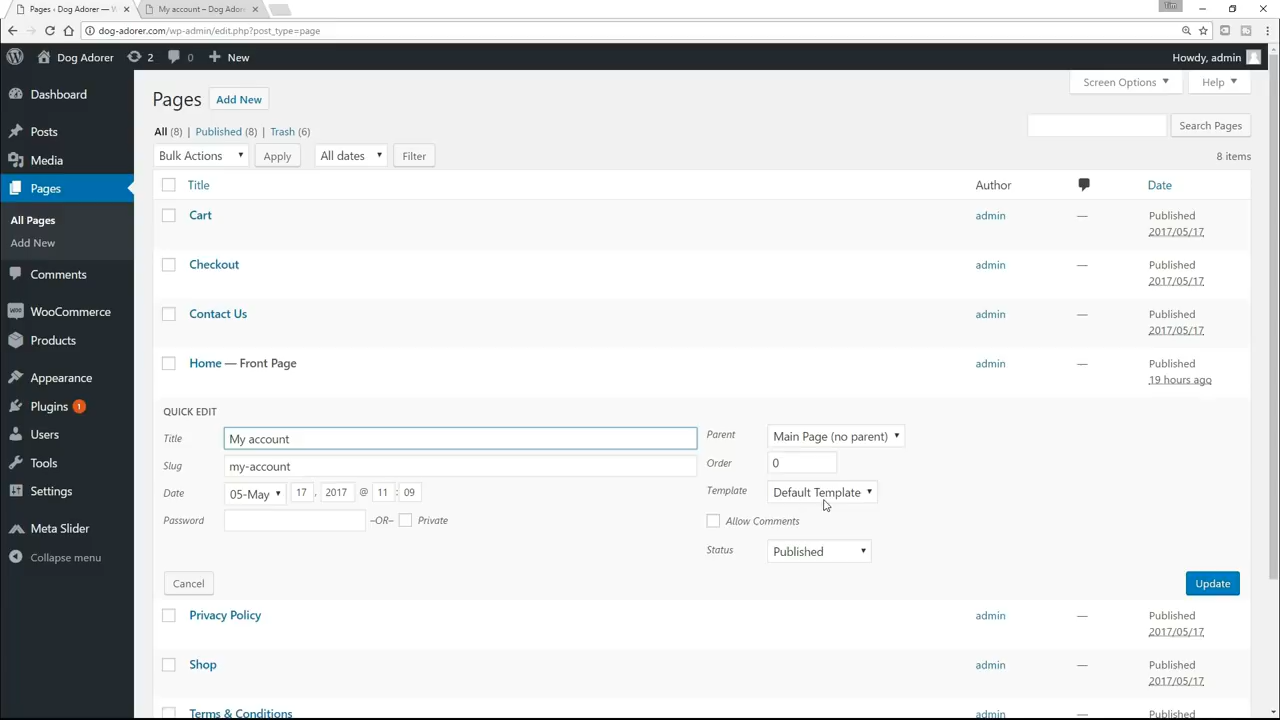 Pages ‹ Dog Adorer — W
My account – Dog Adorer
Tim
dog-adorer.com/wp-admin/edit.php?post_type=page
Dog Adorer
2
0
New
Howdy, admin
Dashboard
Posts
Media
Pages
All Pages
Add New
Comments
WooCommerce
Products
Appearance
Plugins 1
Users
Tools
Settings
Meta Slider
Collapse menu
Screen Options
Help
Pages
Add New
All (8) | Published (8) | Trash (6)
Search Pages
Bulk Actions
Apply
All dates
Filter
8 items
Title
Author
Date
Cart
admin
—
Published
2017/05/17
Checkout
admin
—
Published
2017/05/17
Contact Us
admin
—
Published
2017/05/17
Home — Front Page
admin
—
Published
19 hours ago
QUICK EDIT
Title
My account
Slug
my-account
Date
05-May 17 , 2017 @ 11 : 09
Password
–OR–
Private
Parent
Main Page (no parent)
Order
0
Template
Default Template
Allow Comments
Status
Published
Cancel
Update
Privacy Policy
admin
—
Published
2017/05/17
Shop
admin
—
Published
2017/05/17
Terms & Conditions
admin
—
Published